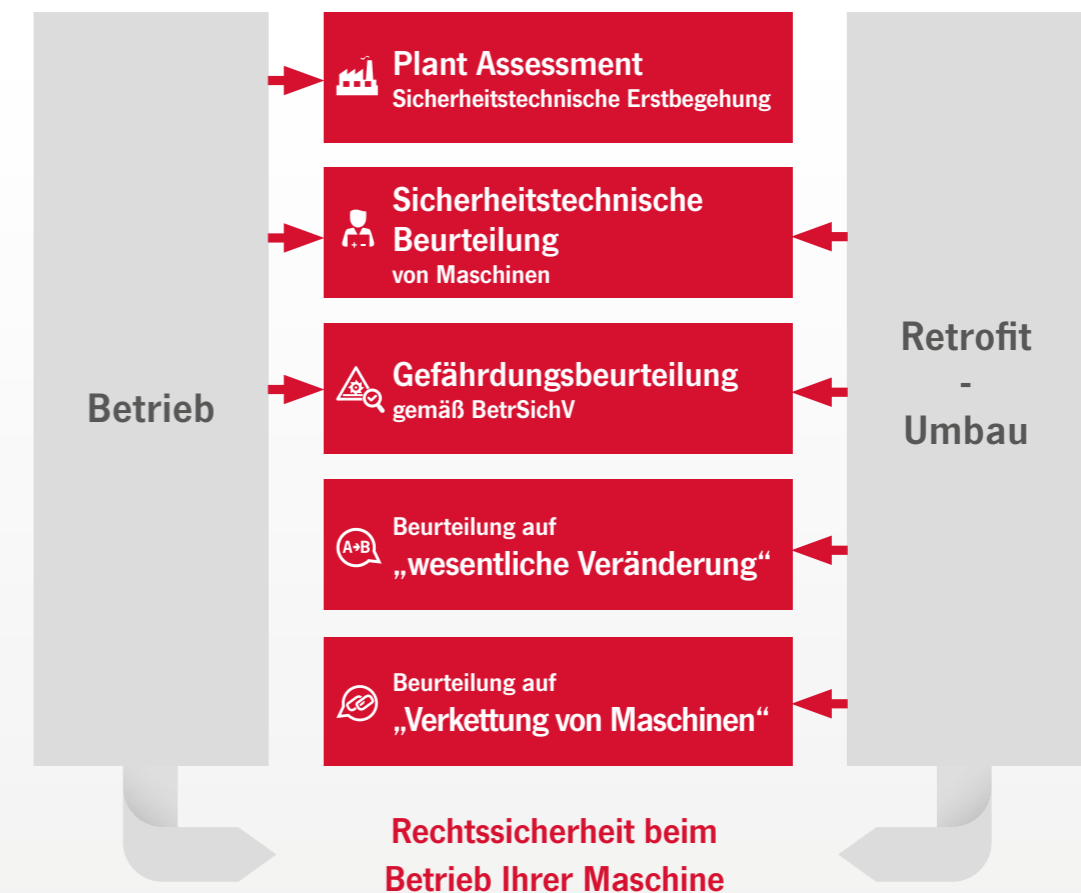 Betrieb
Plant Assessment
Sicherheitstechnische Erstbegehung
Sicherheitstechnische
Beurteilung
von Maschinen
Gefährdungsbeurteilung
gemäß BetrSichV
A→B
Beurteilung auf
„wesentliche Veränderung“
Beurteilung auf
„Verkettung von Maschinen“
Retrofit
-
Umbau
Rechtssicherheit beim
Betrieb Ihrer Maschine